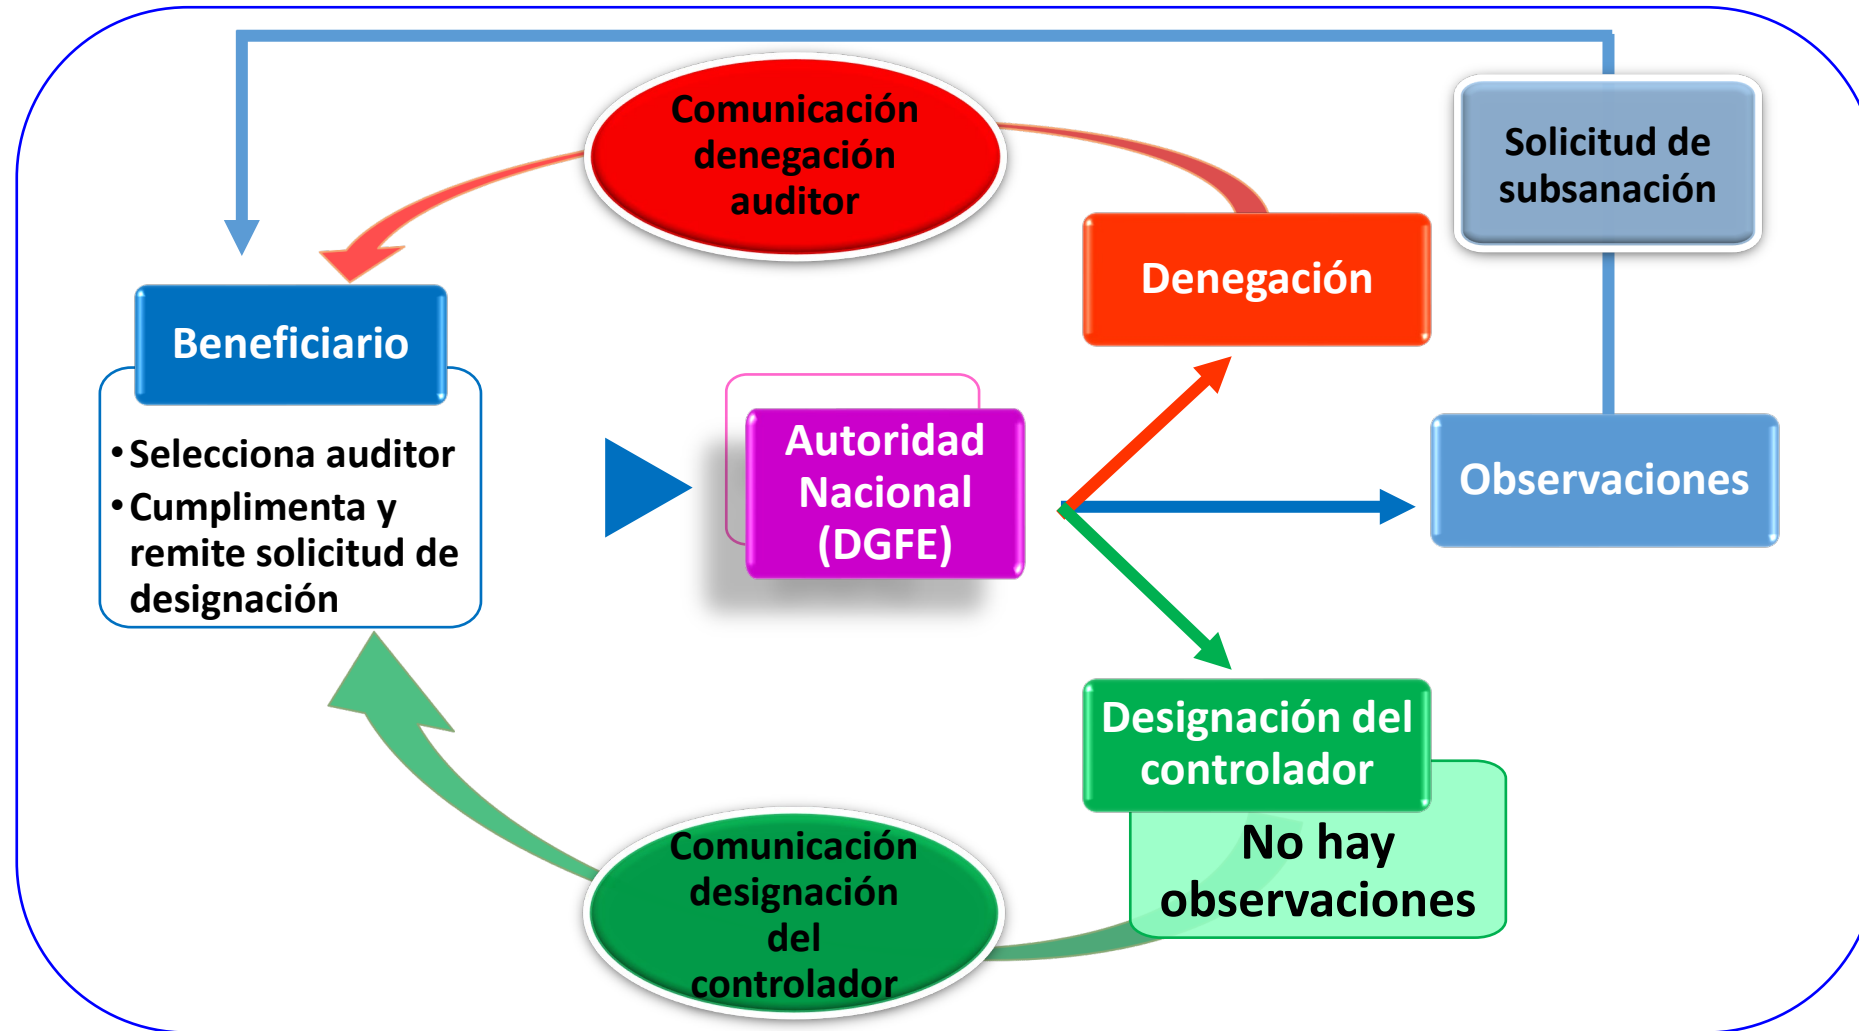 Comunicación
denegación
auditor
Solicitud de
subsanación
Denegación
Beneficiario
• Selecciona auditor
• Cumplimenta y
remite solicitud de
designación
Autoridad
Nacional
(DGFE)
Observaciones
Designación del
controlador
No hay
observaciones
Comunicación
designación
del
controlador